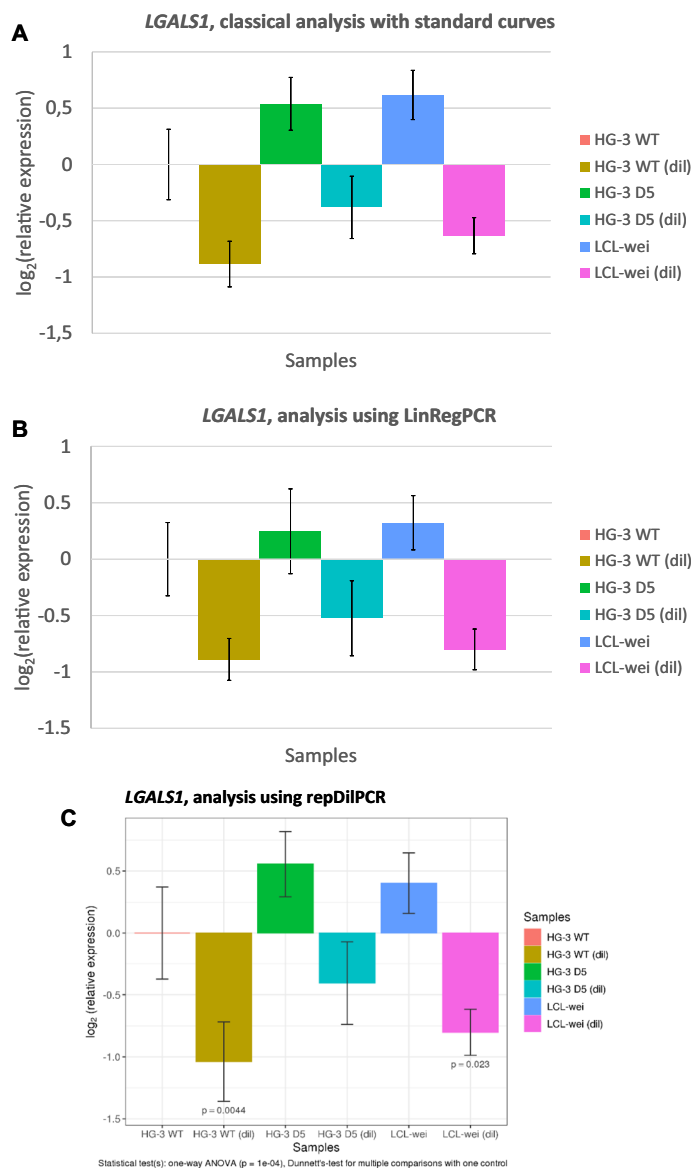 A
LGALS1, classical analysis with standard curves
1
0,5
0
-0,5
-1
-1,5
log2(relative expression)
Samples
HG-3 WT
HG-3 WT (dil)
HG-3 D5
HG-3 D5 (dil)
LCL-wei
LCL-wei (dil)
B
LGALS1, analysis using LinRegPCR
1
0.5
0
-0.5
-1
-1.5
log2(relative expression)
Samples
HG-3 WT
HG-3 WT (dil)
HG-3 D5
HG-3 D5 (dil)
LCL-wei
LCL-wei (dil)
LGALS1, analysis using repDilPCR
C
0.5
0.0
-0.5
-1.0
-1.5
log2 (relative expression)
p = 0.0044
p = 0.023
HG-3 WT HG-3 WT (dil) HG-3 D5 HG-3 D5 (dil) LCL-wei LCL-wei (dil)
Samples
Samples
HG-3 WT
HG-3 WT (dil)
HG-3 D5
HG-3 D5 (dil)
LCL-wei
LCL-wei (dil)
Statistical test(s): one-way ANOVA (p = 1e-04), Dunnett's-test for multiple comparisons with one control